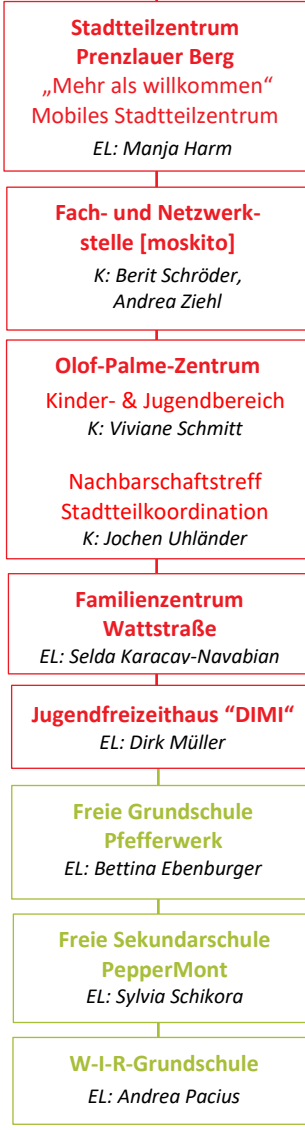 Stadtteilzentrum
Prenzlauer Berg
„Mehr als willkommen“
Mobiles Stadtteilzentrum
EL: Manja Harm
Fach- und Netzwerk-
stelle [moskito]
K: Berit Schröder,
Andrea Ziehl
Olof-Palme-Zentrum
Kinder- & Jugendbereich
K: Viviane Schmitt
Nachbarschaftstreff
Stadtteilkoordination
K: Jochen Uhländer
Familienzentrum
Wattstraße
EL: Selda Karacay-Navabian
Jugendfreizeithaus “DIMI“
EL: Dirk Müller
Freie Grundschule
Pfefferwerk
EL: Bettina Ebenburger
Freie Sekundarschule
PepperMont
EL: Sylvia Schikora
W-I-R-Grundschule
EL: Andrea Pacius